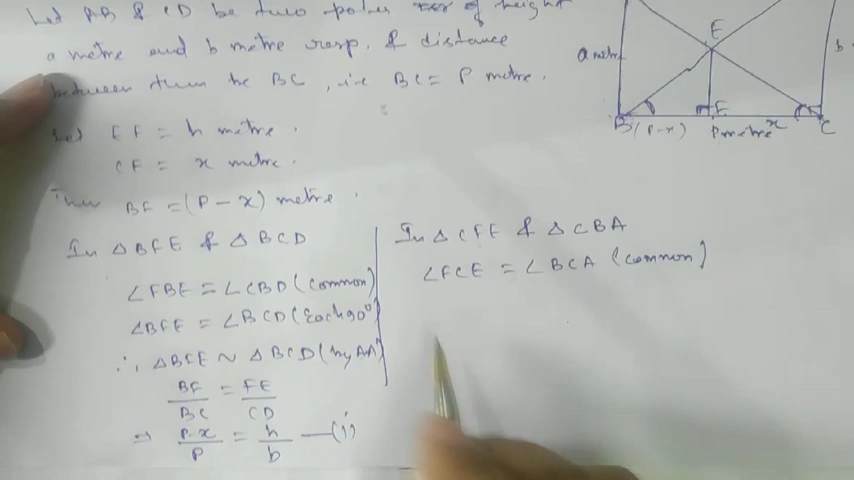 Let AB & CD be two poles of height
a metre and b metre resp. & distance
between them be BC, i.e BC = P metre.
Let EF = h metre.
CF = x metre.
Then BF = (P - x) metre.
In △BFE & △BCD
∠FBE = ∠CBD (common)
∠BFE = ∠BCD (Each 90°)
∴ △BFE ~ △BCD (by AA)
BF/BC = FE/CD
⇒ P-x/P = h/b —(i)
In △CFE & △CBA
∠FCE = ∠BCA (common)
E
a metre
b
F
B (P-x) P metre x C